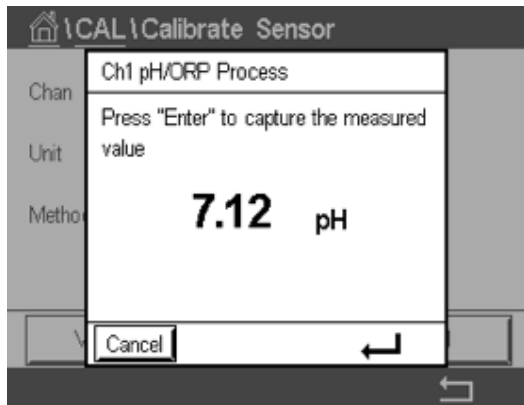 \CAL\Calibrate Sensor
Ch1 pH/ORP Process
Chan
Press "Enter" to capture the measured
value
Unit
7.12 pH
Cancel